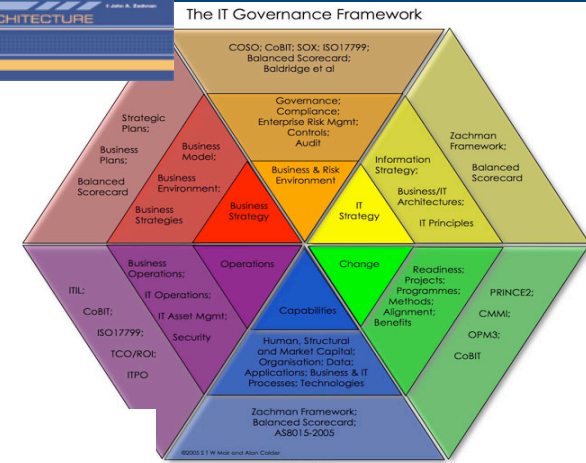 CHITECTURE
© John A. Zachman
The IT Governance Framework
COSO; CoBIT; SOX; ISO17799;
Balanced Scorecard;
Baldridge et al
Governance;
Compliance;
Enterprise Risk Mgmt;
Controls;
Audit
Business & Risk
Environment
Strategic
Plans;
Business
Plans;
Balanced
Scorecard
Business
Model;
Business
Environment;
Business
Strategies
Business
Strategy
IT
Strategy
Information
Strategy;
Business/IT
Architectures;
IT Principles
Zachman
Framework;
Balanced
Scorecard
ITIL;
CoBIT;
ISO17799;
TCO/ROI;
ITPO
Business
Operations;
IT Operations;
IT Asset Mgmt;
Security
Operations
Capabilities
Change
Readiness;
Projects;
Programmes;
Methods;
Alignment;
Benefits
PRINCE2;
CMMI;
OPM3;
CoBIT
Human, Structural
and Market Capital;
Organisation; Data;
Applications; Business & IT
Processes; Technologies
Zachman Framework;
Balanced Scorecard;
AS8015-2005
©2005 S T W Mair and Alan Calder